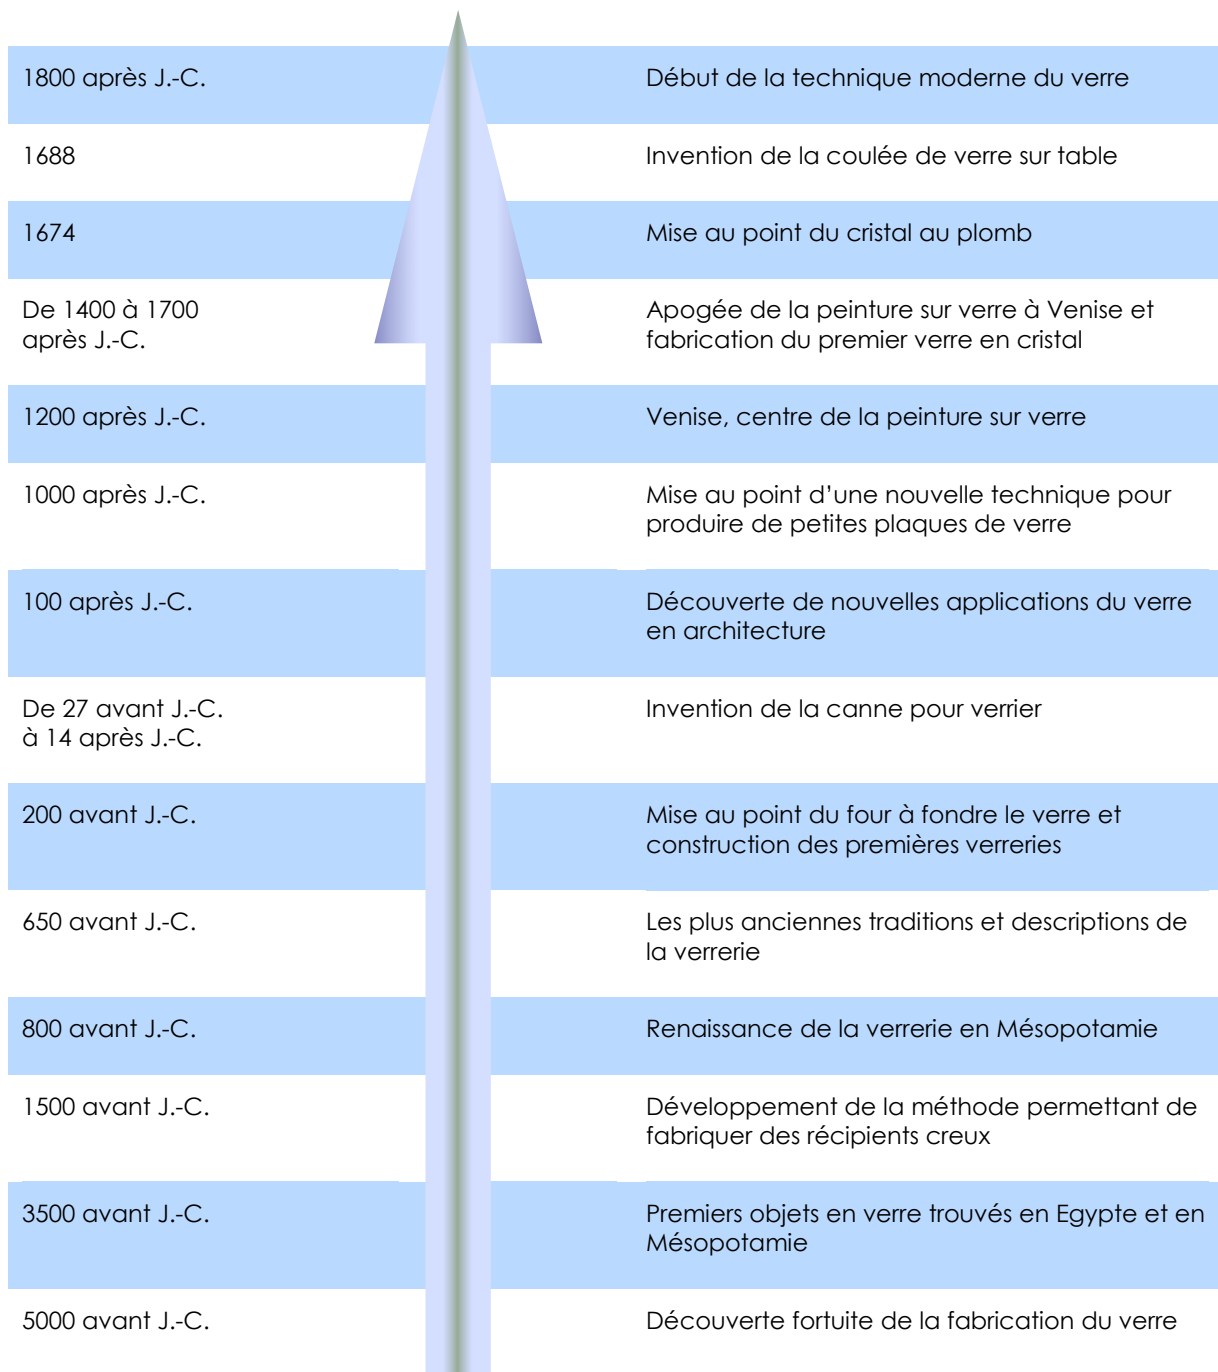 1800 après J.-C.
Début de la technique moderne du verre
1688
Invention de la coulée de verre sur table
1674
Mise au point du cristal au plomb
De 1400 à 1700
après J.-C.
Apogée de la peinture sur verre à Venise et
fabrication du premier verre en cristal
1200 après J.-C.
Venise, centre de la peinture sur verre
1000 après J.-C.
Mise au point d’une nouvelle technique pour
produire de petites plaques de verre
100 après J.-C.
Découverte de nouvelles applications du verre
en architecture
De 27 avant J.-C.
à 14 après J.-C.
Invention de la canne pour verrier
200 avant J.-C.
Mise au point du four à fondre le verre et
construction des premières verreries
650 avant J.-C.
Les plus anciennes traditions et descriptions de
la verrerie
800 avant J.-C.
Renaissance de la verrerie en Mésopotamie
1500 avant J.-C.
Développement de la méthode permettant de
fabriquer des récipients creux
3500 avant J.-C.
Premiers objets en verre trouvés en Egypte et en
Mésopotamie
5000 avant J.-C.
Découverte fortuite de la fabrication du verre